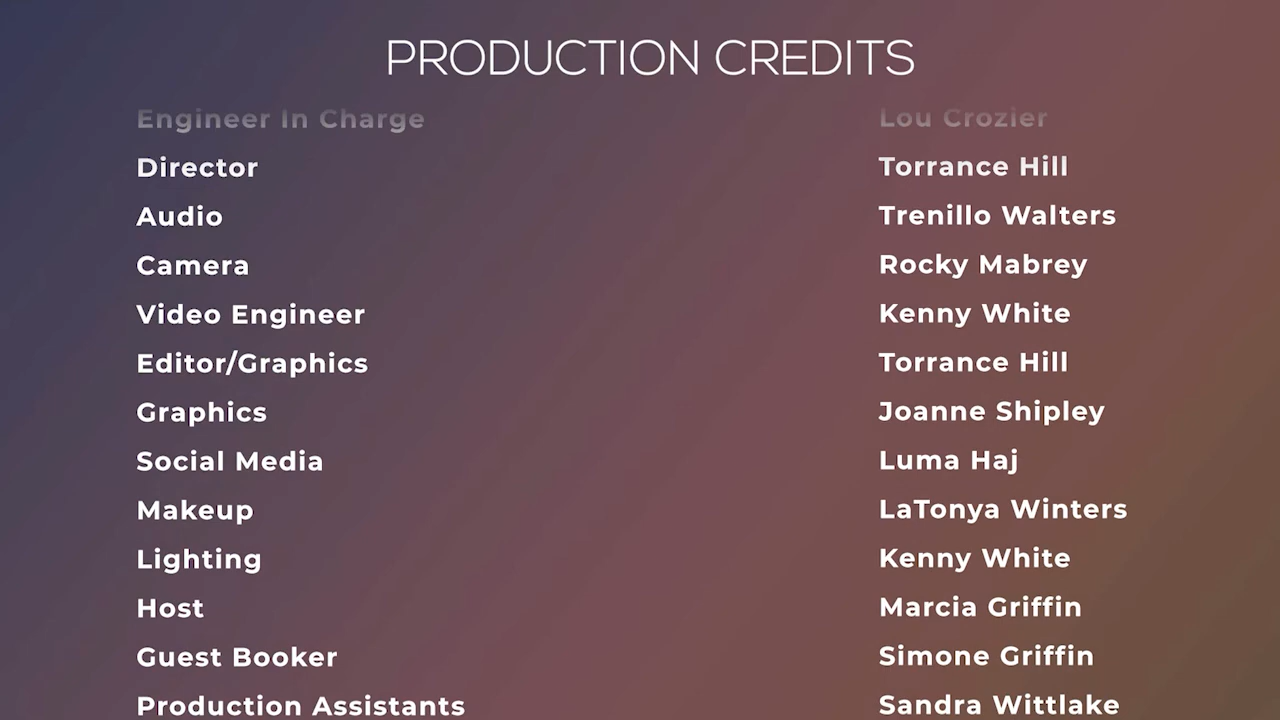 PRODUCTION CREDITS
Engineer In Charge Lou Crozier
Director Torrance Hill
Audio Trenillo Walters
Camera Rocky Mabrey
Video Engineer Kenny White
Editor/Graphics Torrance Hill
Graphics Joanne Shipley
Social Media Luma Haj
Makeup LaTonya Winters
Lighting Kenny White
Host Marcia Griffin
Guest Booker Simone Griffin
Production Assistants Sandra Wittlake